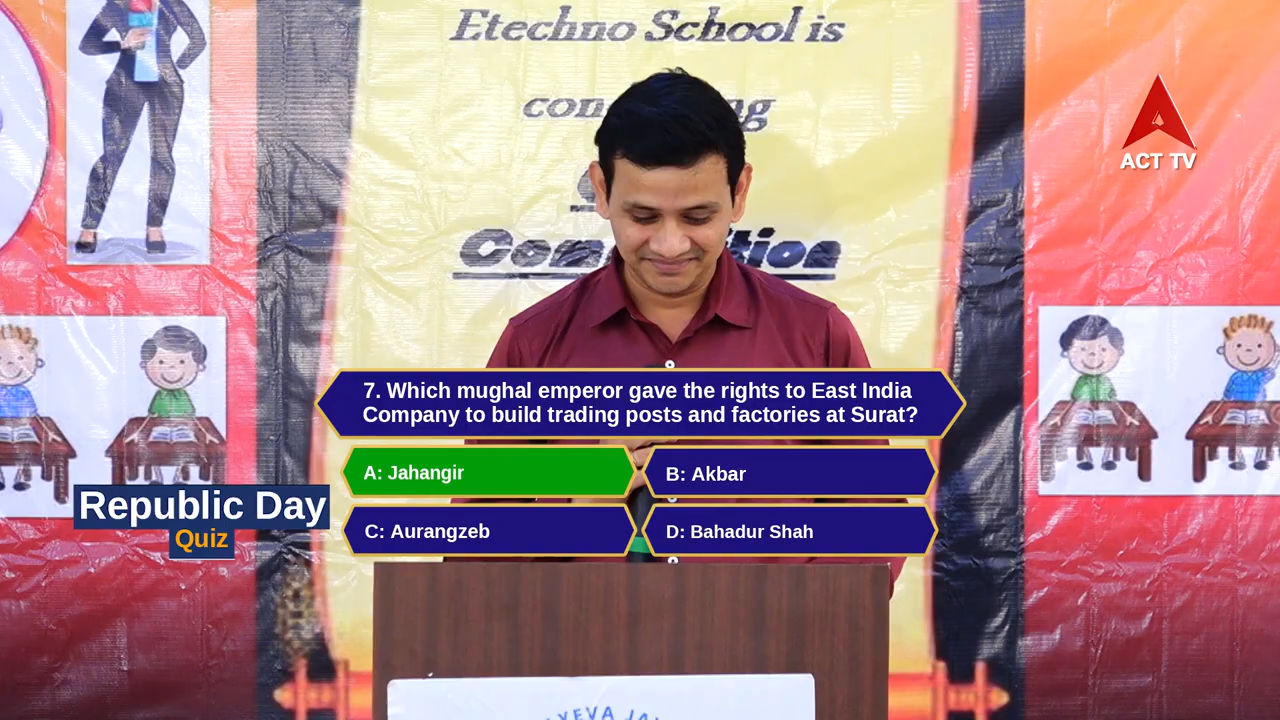 Etechno School is
ACT TV
7. Which mughal emperor gave the rights to East India
Company to build trading posts and factories at Surat?
A: Jahangir
B: Akbar
C: Aurangzeb
D: Bahadur Shah
Republic Day
Quiz